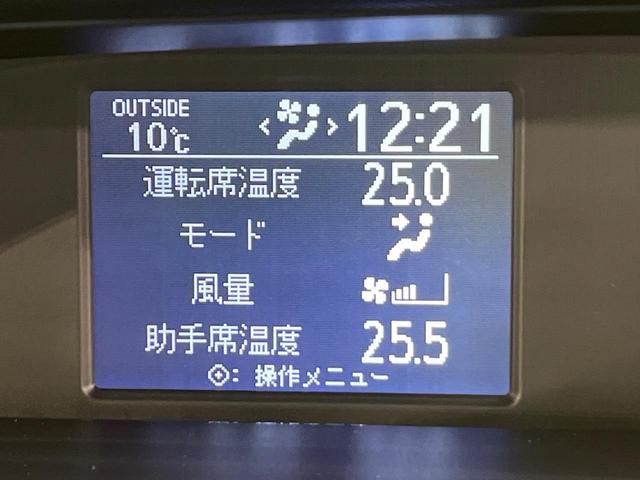 OUTSIDE
10℃ < > 12:21
運転席温度 25.0
モード
風量
助手席温度 25.5
: 操作メニュー